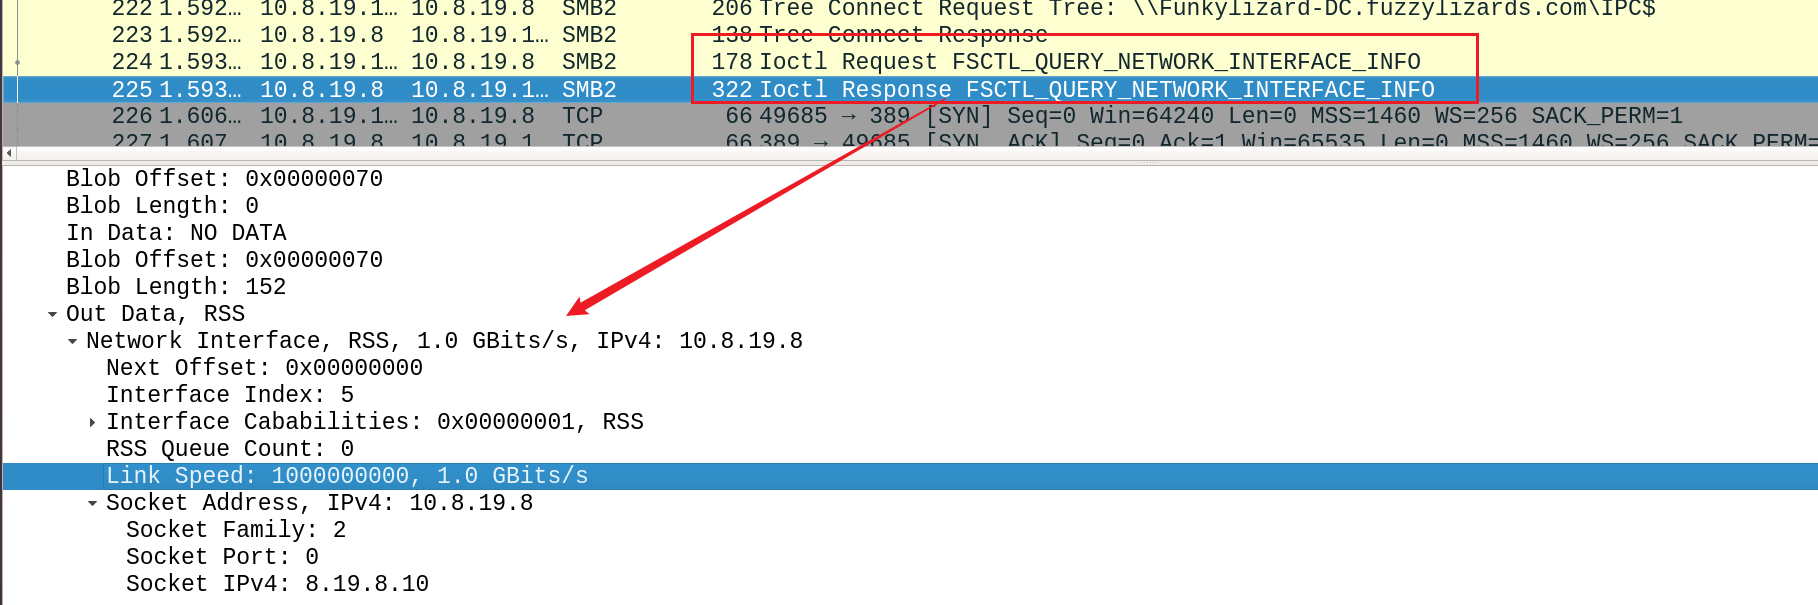 222 1.592… 10.8.19.1… 10.8.19.8 SMB2 206 Tree Connect Request Tree: \\Funkylizard-DC.fuzzylizards.com\IPC$
223 1.592… 10.8.19.8 10.8.19.1… SMB2 138 Tree Connect Response
224 1.593… 10.8.19.1… 10.8.19.8 SMB2 178 Ioctl Request FSCTL_QUERY_NETWORK_INTERFACE_INFO
225 1.593… 10.8.19.8 10.8.19.1… SMB2 322 Ioctl Response FSCTL_QUERY_NETWORK_INTERFACE_INFO
226 1.606… 10.8.19.1… 10.8.19.8 TCP 66 49685 → 389 [SYN] Seq=0 Win=64240 Len=0 MSS=1460 WS=256 SACK_PERM=1
227 1.607 10.8.19.8 10.8.19.1 TCP 66 389 → 49685 [SYN, ACK] Seq=0 Ack=1 Win=65535 Len=0 MSS=1460 WS=256 SACK_PERM=
Blob Offset: 0x00000070
Blob Length: 0
In Data: NO DATA
Blob Offset: 0x00000070
Blob Length: 152
Out Data, RSS
Network Interface, RSS, 1.0 GBits/s, IPv4: 10.8.19.8
Next Offset: 0x00000000
Interface Index: 5
Interface Cababilities: 0x00000001, RSS
RSS Queue Count: 0
Link Speed: 1000000000, 1.0 GBits/s
Socket Address, IPv4: 10.8.19.8
Socket Family: 2
Socket Port: 0
Socket IPv4: 8.19.8.10